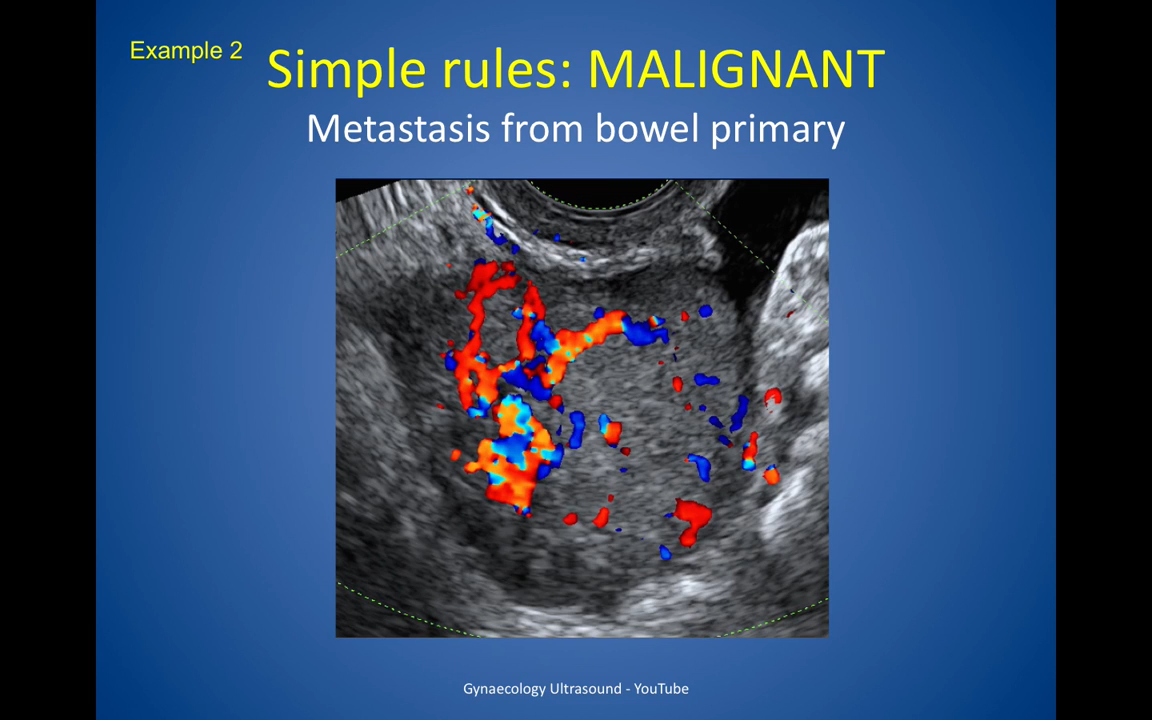 Example 2
Simple rules: MALIGNANT
Metastasis from bowel primary
Gynaecology Ultrasound - YouTube